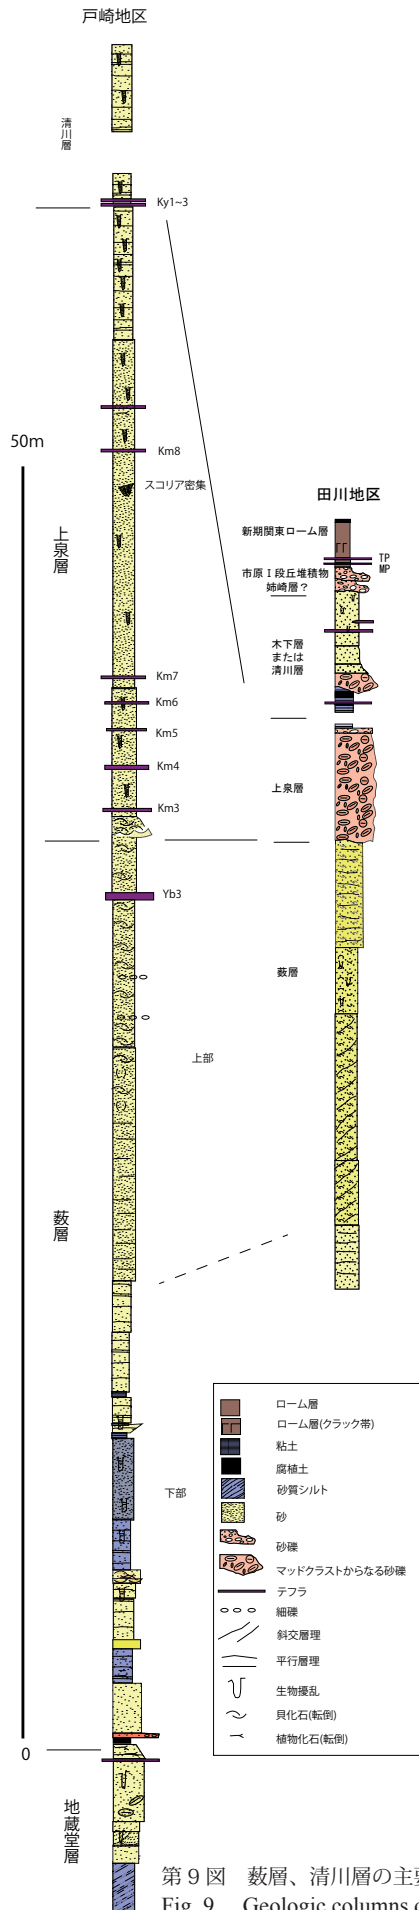 戸崎地区
清川層
Ky1~3
50m
Km8
スコリア密集
上泉層
Km7
Km6
Km5
Km4
Km3
Yb3
上部
藪層
下部
0
地蔵堂層
田川地区
新期関東ローム層
TP
MP
市原Ⅰ段丘堆積物
姉崎層？
木下層
または
清川層
上泉層
藪層
ローム層
ローム層(クラック帯)
粘土
腐植土
砂質シルト
砂
砂礫
マッドクラストからなる砂礫
テフラ
細礫
斜交層理
平行層理
生物擾乱
貝化石(転倒)
植物化石(転倒)
第９図　藪層、清川層の主要
Fig. 9　Geologic columns